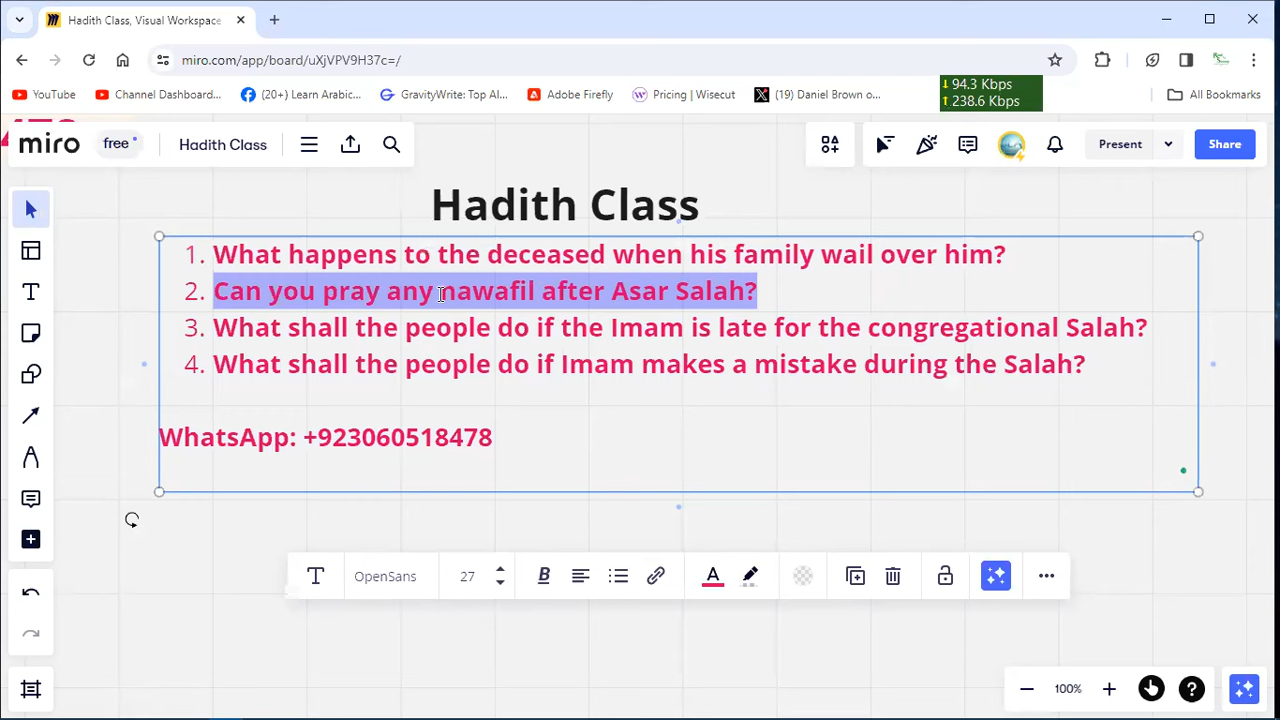 Hadith Class, Visual Workspace
miro.com/app/board/uXjVPV9H37c=/
YouTube
Channel Dashboard...
(20+) Learn Arabic...
GravityWrite: Top Al...
Adobe Firefly
Pricing | Wisecut
(19) Daniel Brown o...
94.3 Kbps
238.6 Kbps
All Bookmarks
miro
free
Hadith Class
Present
Share
Hadith Class
1. What happens to the deceased when his family wail over him?
2. Can you pray any nawafil after Asar Salah?
3. What shall the people do if the Imam is late for the congregational Salah?
4. What shall the people do if Imam makes a mistake during the Salah?
WhatsApp: +923060518478
OpenSans
27
B
A
100%